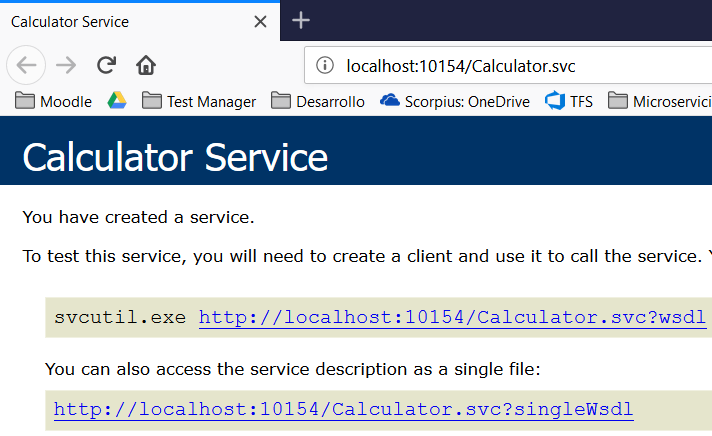 Calculator Service
localhost:10154/Calculator.svc
Moodle Test Manager Desarrollo Scorpius: OneDrive TFS Microservici
Calculator Service
You have created a service.
To test this service, you will need to create a client and use it to call the service.
svcutil.exe http://localhost:10154/Calculator.svc?wsdl
You can also access the service description as a single file:
http://localhost:10154/Calculator.svc?singleWsdl